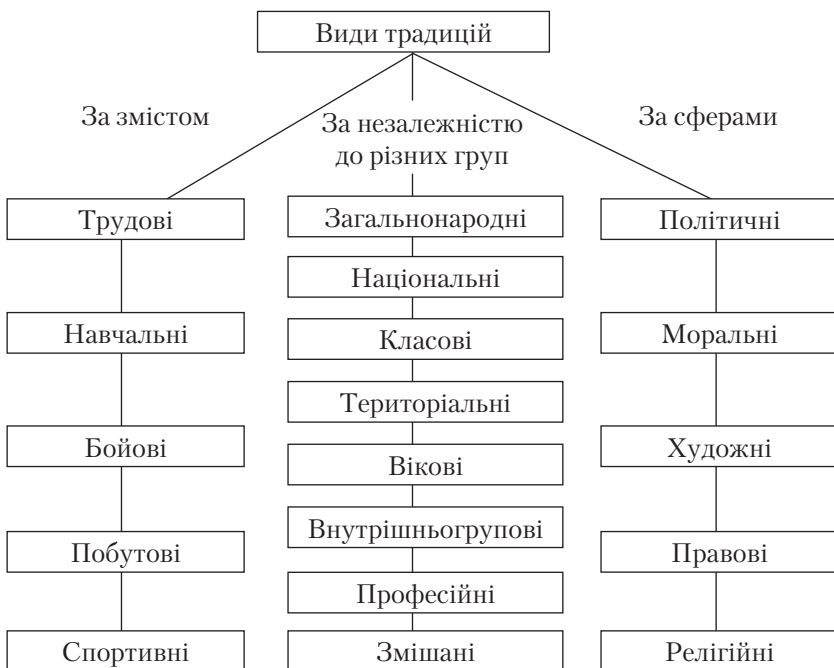 Види традицій
За змістом
За незалежністю
до різних груп
За сферами
Трудові
Навчальні
Бойові
Побутові
Спортивні
Загальнонародні
Національні
Класові
Територіальні
Вікові
Внутрішньогрупові
Професійні
Змішані
Політичні
Моральні
Художні
Правові
Релігійні